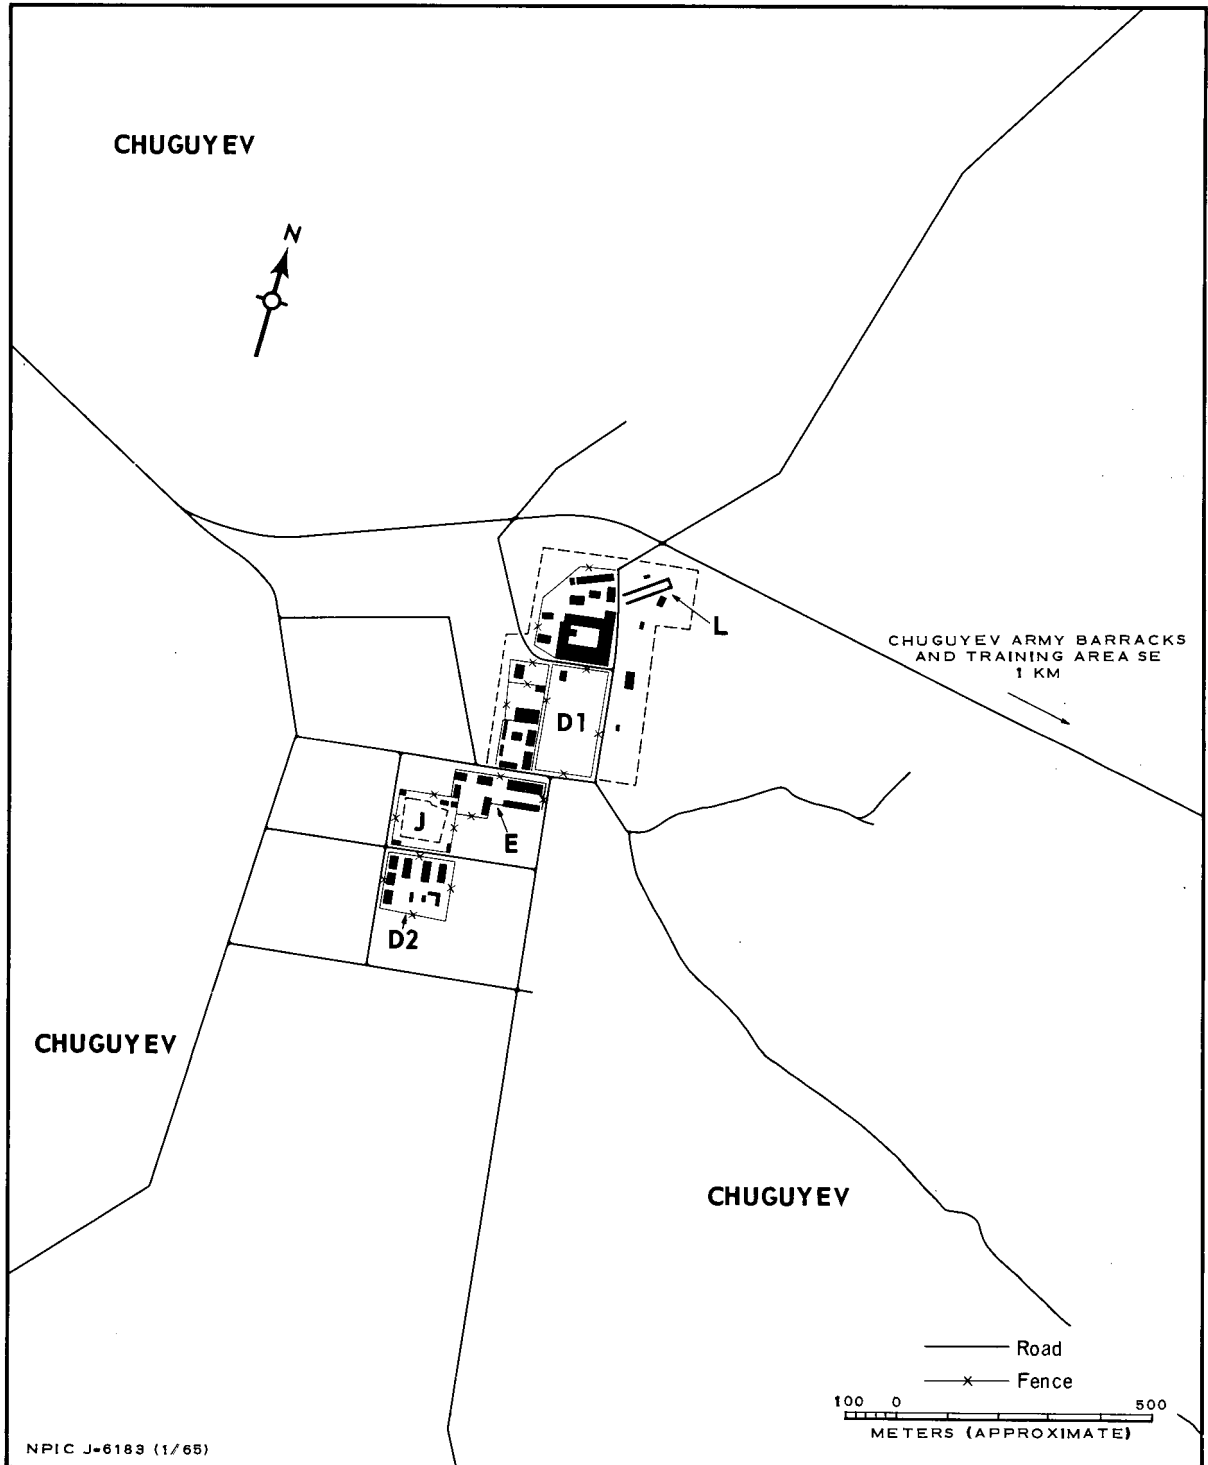 CHUGUYEV
N
L
CHUGUYEV ARMY BARRACKS
AND TRAINING AREA SE
1 KM
D1
J
E
D2
CHUGUYEV
CHUGUYEV
Road
Fence
100 0 500
METERS (APPROXIMATE)
NPIC J-6183 (1/65)